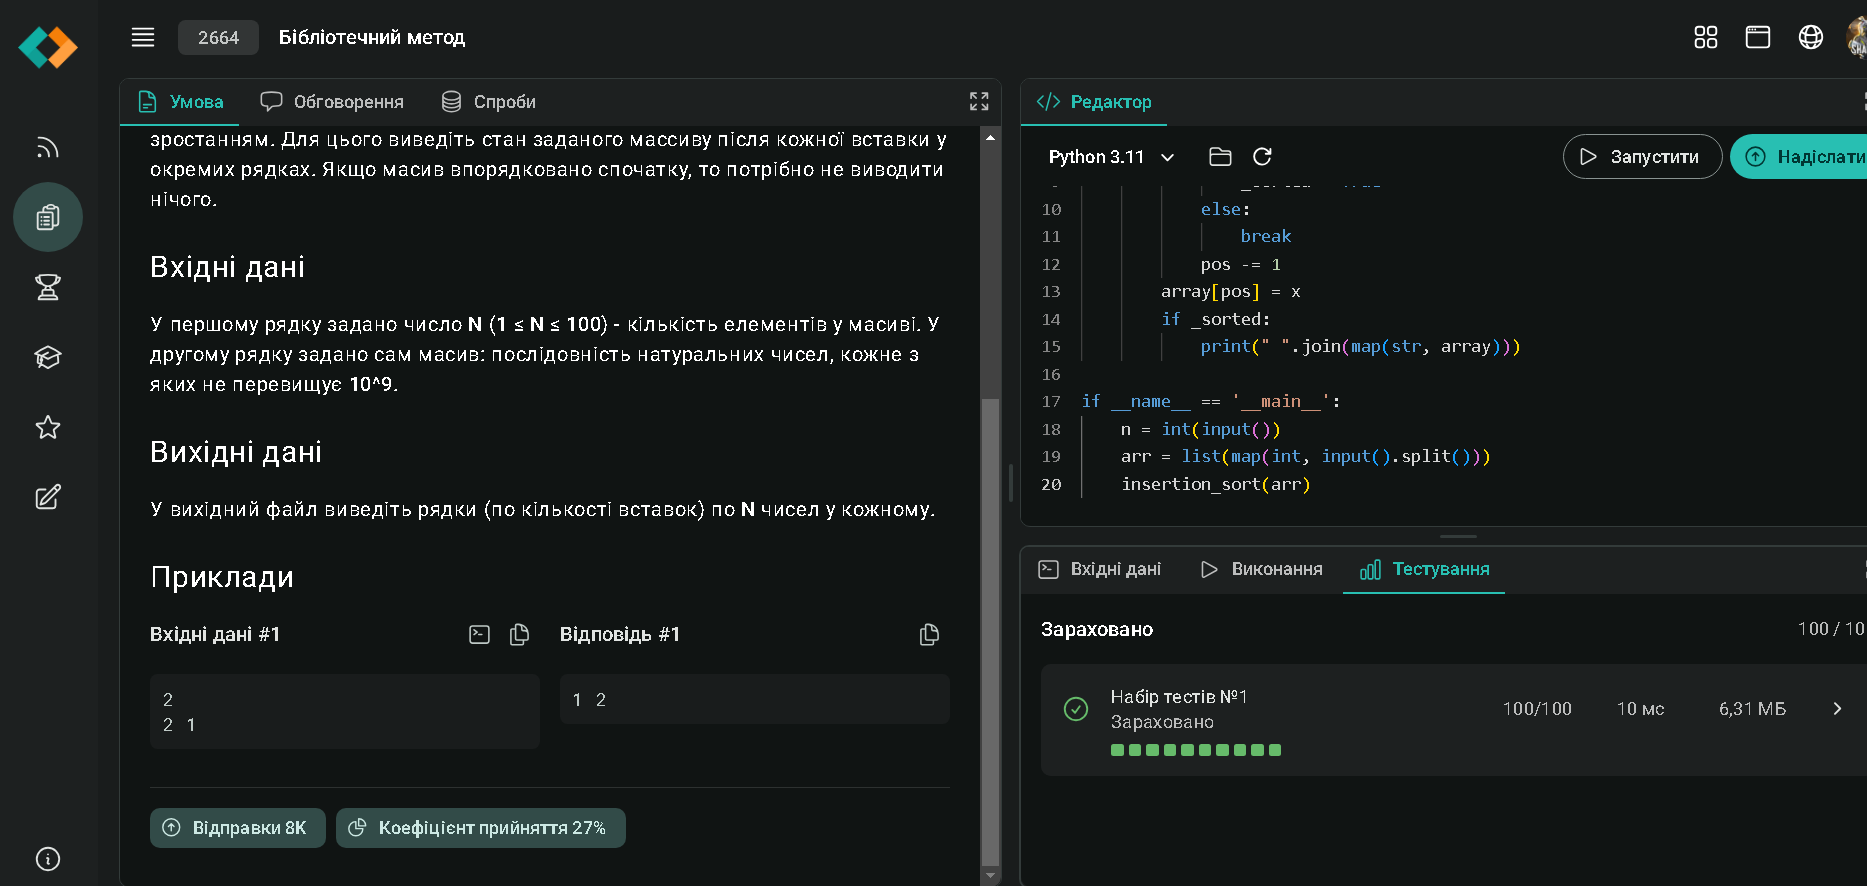 2664
Бібліотечний метод
Умова
Обговорення
Спроби
зростанням. Для цього виведіть стан заданого массиву після кожної вставки у
окремих рядках. Якщо масив впорядковано спочатку, то потрібно не виводити
нічого.
Вхідні дані
У першому рядку задано число N (1 ≤ N ≤ 100) - кількість елементів у масиві. У
другому рядку задано сам масив: послідовність натуральних чисел, кожне з
яких не перевищує 10^9.
Вихідні дані
У вихідний файл виведіть рядки (по кількості вставок) по N чисел у кожному.
Приклади
Вхідні дані #1
2
2 1
Відповідь #1
1 2
Відправки 8K
Коефіцієнт прийняття 27%
Редактор
Python 3.11
Запустити
Надіслати
10 else:
11 break
12 pos -= 1
13 array[pos] = x
14 if _sorted:
15 print(" ".join(map(str, array)))
16
17 if __name__ == '__main__':
18 n = int(input())
19 arr = list(map(int, input().split()))
20 insertion_sort(arr)
Вхідні дані
Виконання
Тестування
Зараховано
100 / 10
Набір тестів №1
Зараховано
100/100
10 мс
6,31 МБ